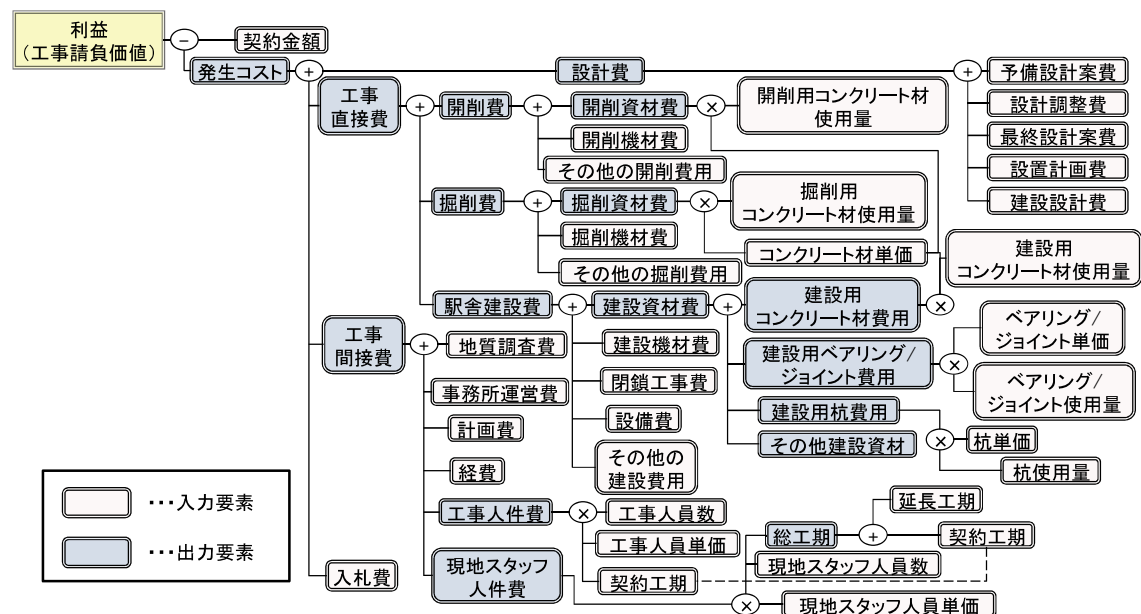 利益
（工事請負価値）
−
契約金額
発生コスト
+
設計費
+
予備設計案費
設計調整費
最終設計案費
設置計画費
建設設計費
工事
直接費
+
開削費
+
開削資材費
×
開削用コンクリート材
使用量
開削機材費
その他の開削費用
掘削費
+
掘削資材費
×
掘削用
コンクリート材使用量
掘削機材費
コンクリート材単価
その他の掘削費用
建設用
コンクリート材使用量
駅舎建設費
+
建設資材費
+
建設用
コンクリート材費用
×
工事
間接費
+
地質調査費
建設機材費
建設用ベアリング/
ジョイント費用
×
ベアリング/
ジョイント単価
ベアリング/
ジョイント使用量
事務所運営費
閉鎖工事費
計画費
設備費
建設用杭費用
その他建設資材
×
杭単価
杭使用量
経費
その他の
建設費用
工事人件費
×
工事人員数
工事人員単価
契約工期
総工期
+
延長工期
契約工期
現地スタッフ
人件費
現地スタッフ人員数
×
現地スタッフ人員単価
入札費
･･･入力要素
･･･出力要素